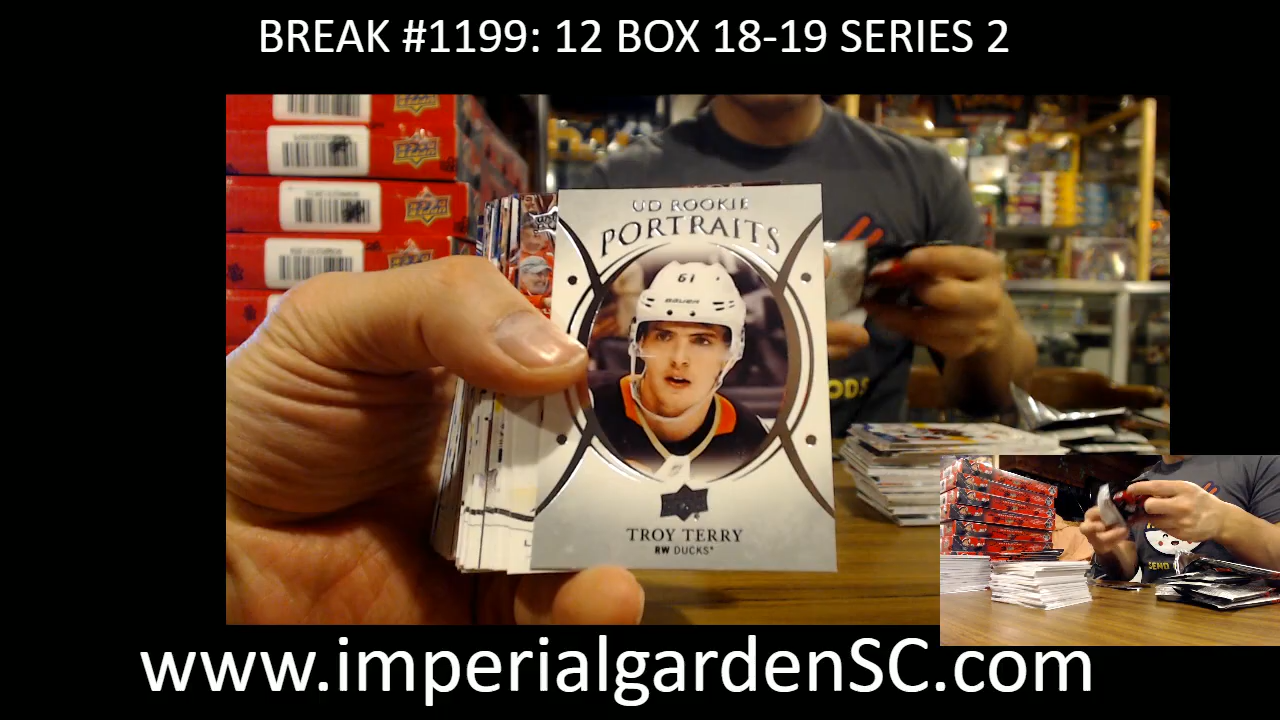 BREAK #1199: 12 BOX 18-19 SERIES 2
UD ROOKIE
PORTRAITS
61
BAUER
TROY TERRY
RW DUCKS*
www.imperialgardenSC.com